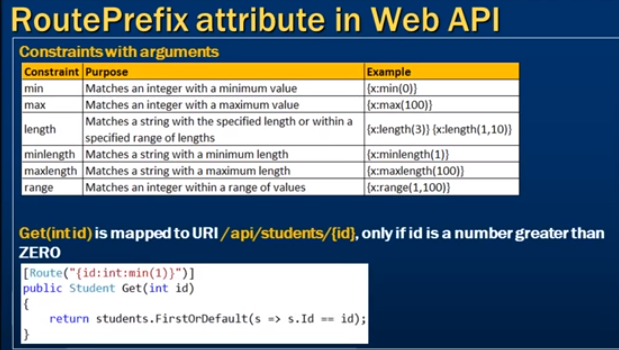 RoutePrefix attribute in Web API
Constraints with arguments
Constraint Purpose Example
min Matches an integer with a minimum value {x:min(0)}
max Matches an integer with a maximum value {x:max(100)}
length Matches a string with the specified length or within a specified range of lengths {x:length(3)} {x:length(1,10)}
minlength Matches a string with a minimum length {x:minlength(1)}
maxlength Matches a string with a maximum length {x:maxlength(100)}
range Matches an integer within a range of values {x:range(1,100)}
Get(int id) is mapped to URI /api/students/{id}, only if id is a number greater than
ZERO
[Route("{id:int:min(1)}")]
public Student Get(int id)
{
return students.FirstOrDefault(s => s.Id == id);
}